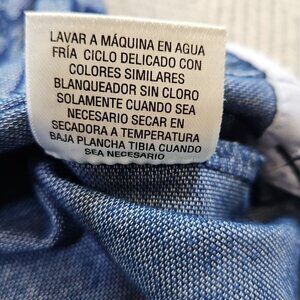 LAVAR A MÁQUINA EN AGUA
FRÍA CICLO DELICADO CON
COLORES SIMILARES
BLANQUEADOR SIN CLORO
SOLAMENTE CUANDO SEA
NECESARIO SECAR EN
SECADORA A TEMPERATURA
BAJA PLANCHA TIBIA CUANDO
SEA NECESARIO